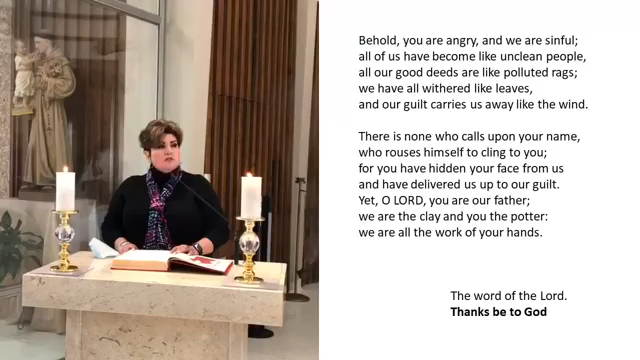 Behold, you are angry, and we are sinful;
all of us have become like unclean people,
all our good deeds are like polluted rags;
we have all withered like leaves,
and our guilt carries us away like the wind.
There is none who calls upon your name,
who rouses himself to cling to you;
for you have hidden your face from us
and have delivered us up to our guilt.
Yet, O LORD, you are our father;
we are the clay and you the potter:
we are all the work of your hands.
The word of the Lord.
Thanks be to God